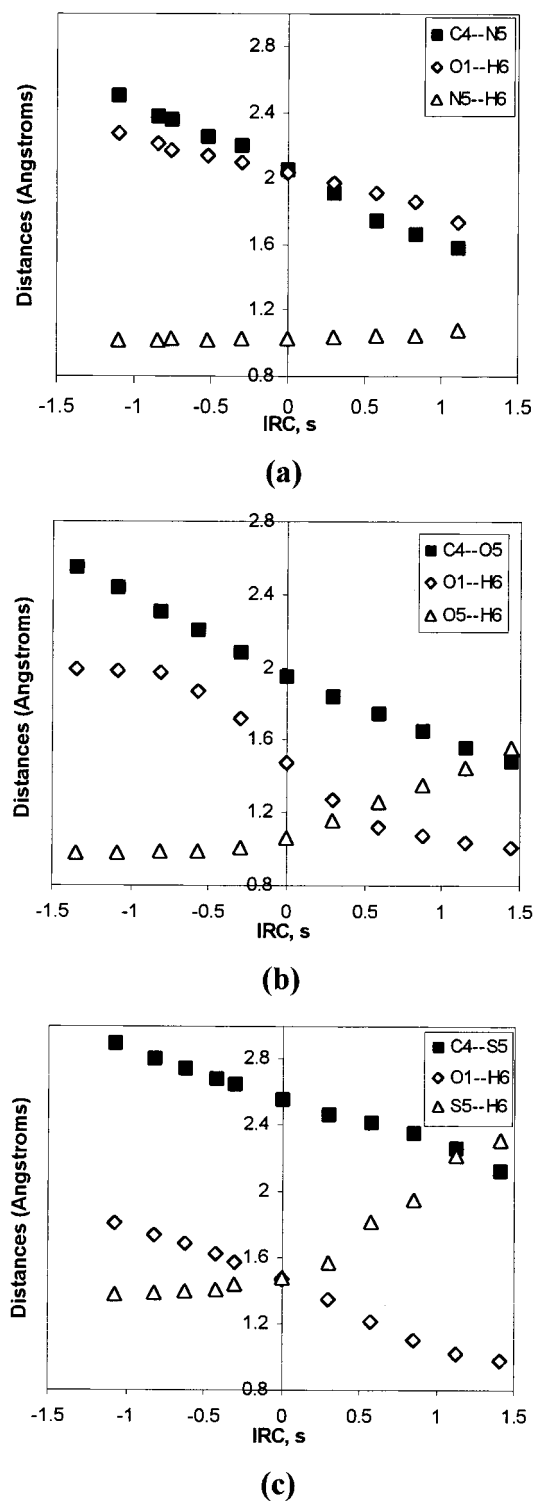 2.8
C4--N5
O1--H6
N5--H6
2.4
2
1.6
1.2
0.8
Distances (Angstroms)
-1.5 -1 -0.5 0 0.5 1 1.5
IRC, s
(a)
2.8
C4--O5
O1--H6
O5--H6
2.4
2
1.6
1.2
0.8
Distances (Angstroms)
-1.5 -1 -0.5 0 0.5 1 1.5
IRC, s
(b)
C4--S5
O1--H6
S5--H6
2.8
2.4
2
1.6
1.2
0.8
Distances (Angstroms)
-1.5 -1 -0.5 0 0.5 1 1.5
IRC, s
(c)